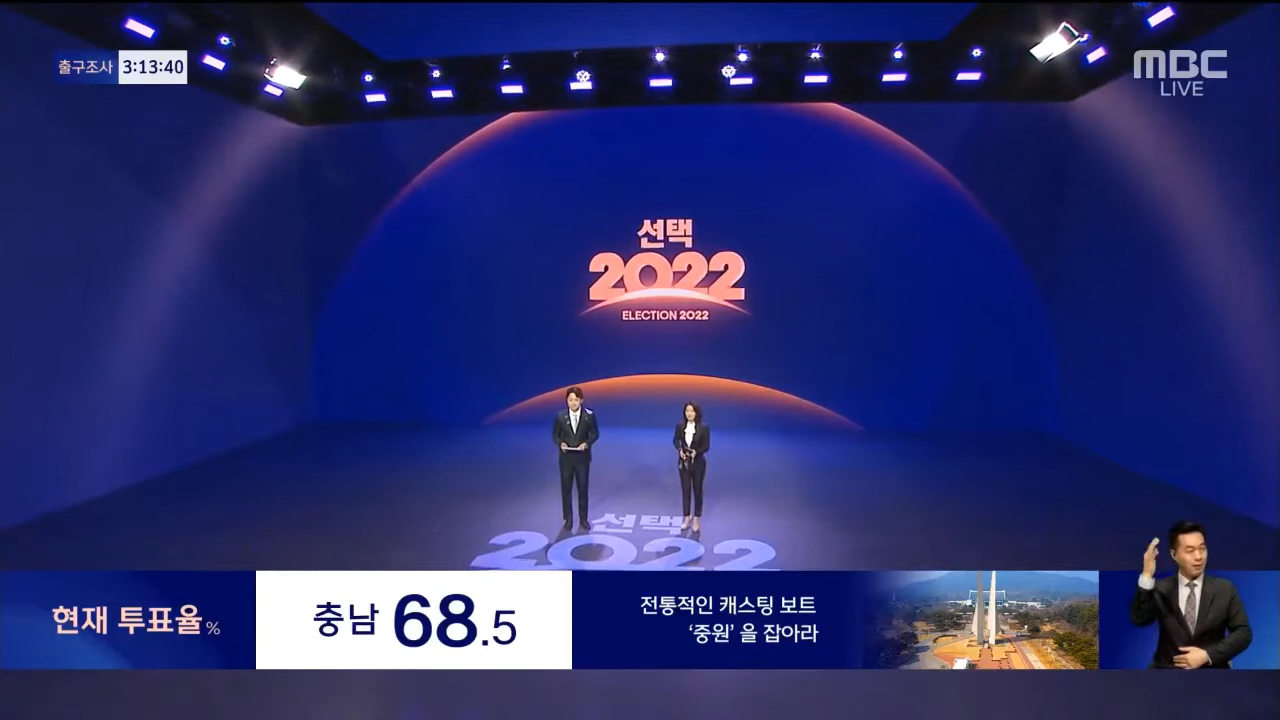 출구조사 3:13:40
MBC
LIVE
선택
2022
ELECTION 2022
선택
2022
현재 투표율%
충남 68.5
전통적인 캐스팅 보트
‘중원’ 을 잡아라